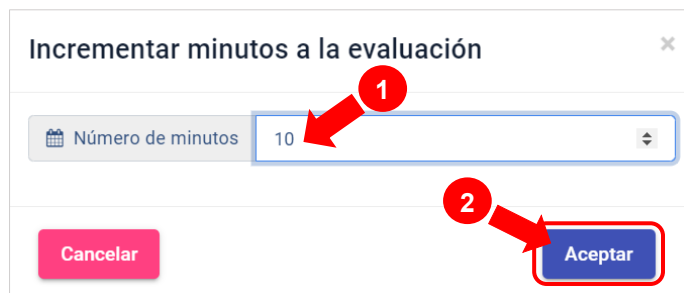 Incrementar minutos a la evaluación ×
1
Número de minutos 10
2
Cancelar Aceptar